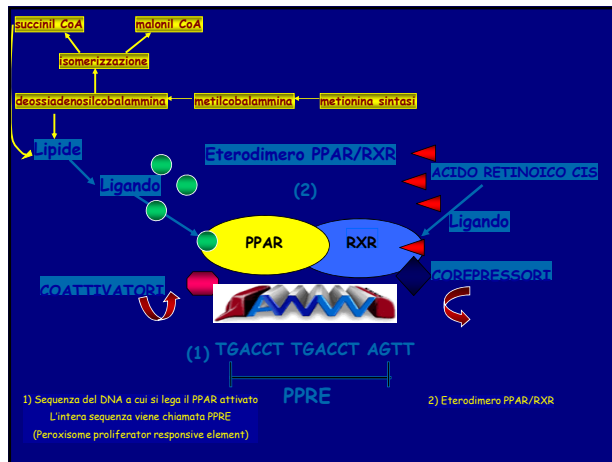 succinil CoA
malonil CoA
isomerizzazione
deossiadenosilcobalammina
metilcobalammina
metionina sintasi
Lipide
Ligando
Eterodimero PPAR/RXR
(2)
ACIDO RETINOICO CIS
Ligando
PPAR
RXR
COATTIVATORI
COREPRESSORI
(1) TGACCT TGACCT AGTT
PPRE
1) Sequenza del DNA a cui si lega il PPAR attivato
L'intera sequenza viene chiamata PPRE
(Peroxisome proliferator responsive element)
2) Eterodimero PPAR/RXR